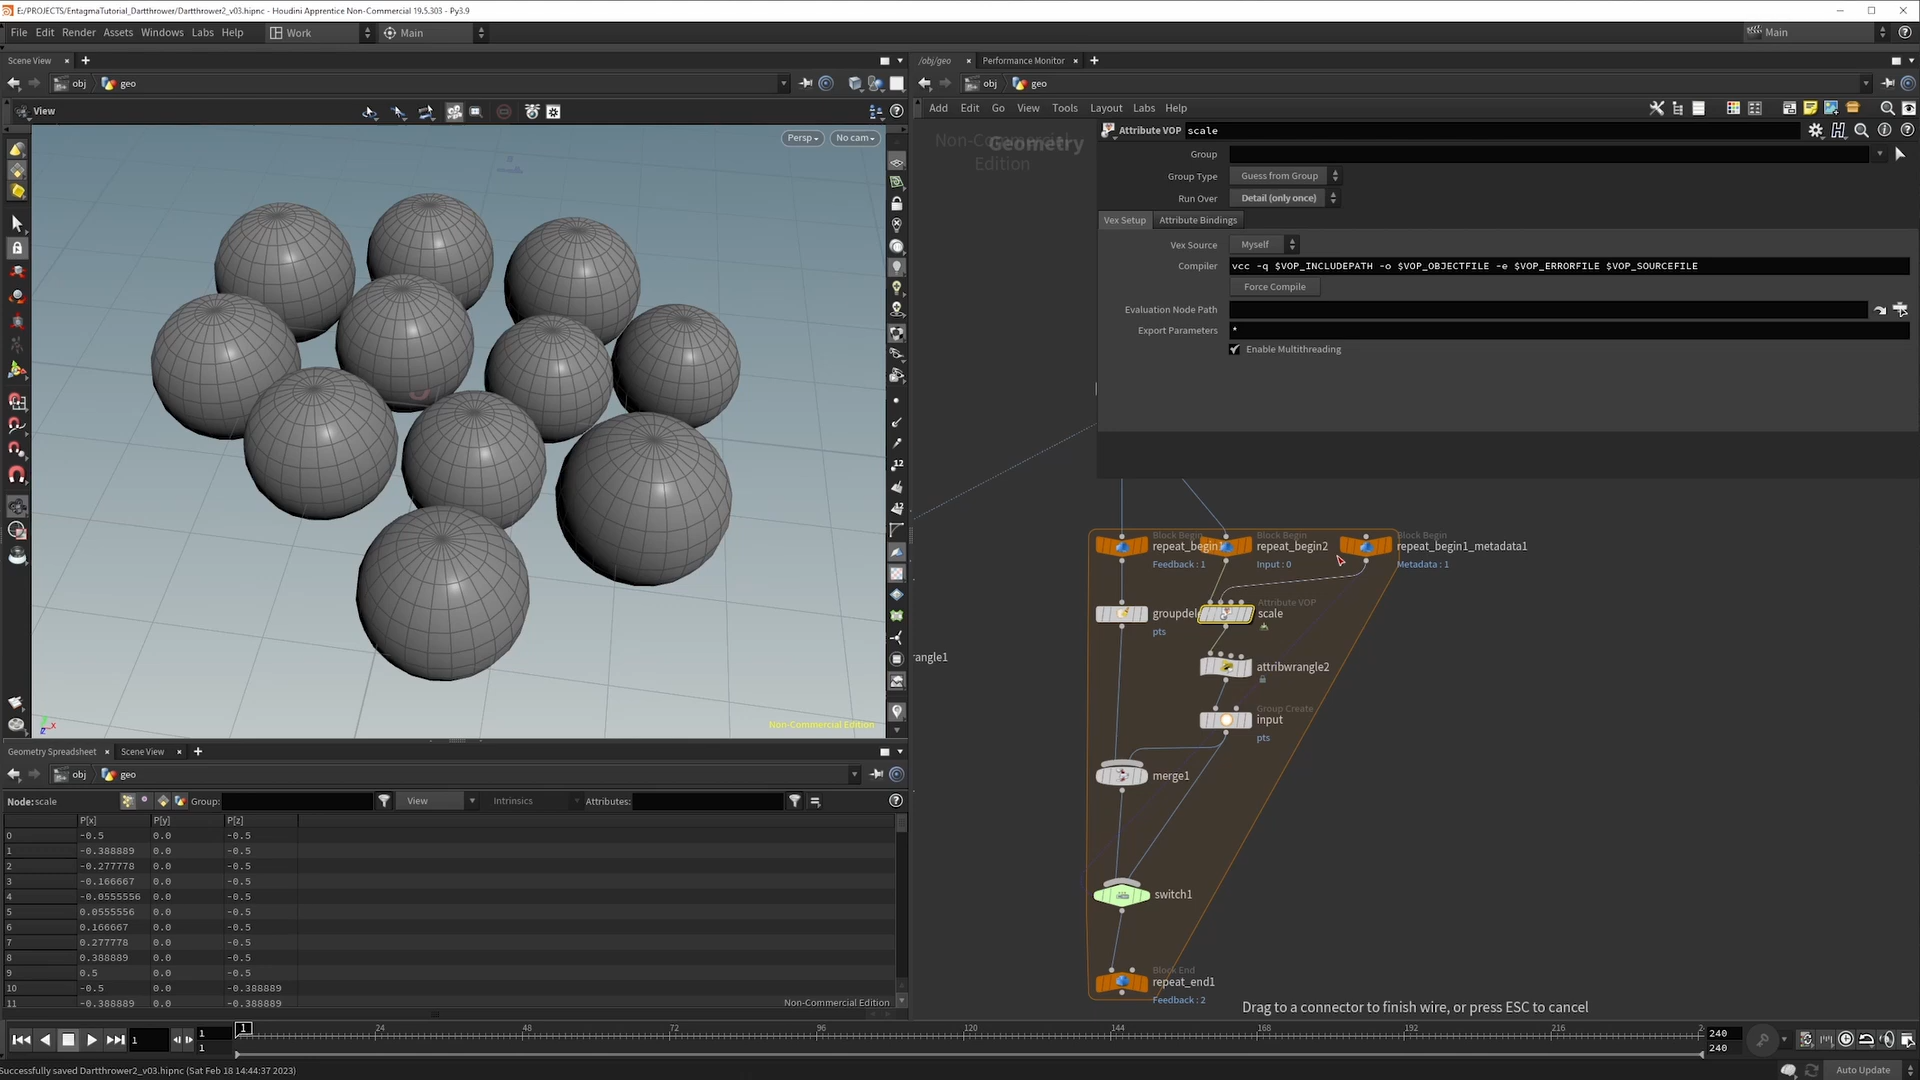 E:/PROJECTS/EntagmaTutorial_Dartthrower/Dartthrower2_v03.hipnc - Houdini Apprentice Non-Commercial 19.5.303 - Py3.9
File Edit Render Assets Windows Labs Help Work Main Main
Scene View
obj geo
View
Persp No cam
Non-Commercial Edition
/obj/geo Performance Monitor
obj geo
Add Edit Go View Tools Layout Labs Help
Non-Commercial Edition
Geometry
Attribute VOP scale
Group
Group Type Guess from Group
Run Over Detail (only once)
Vex Setup Attribute Bindings
Vex Source Myself
Compiler vcc -q $VOP_INCLUDEPATH -o $VOP_OBJECTFILE -e $VOP_ERRORFILE $VOP_SOURCEFILE
Force Compile
Evaluation Node Path
Export Parameters *
Enable Multithreading
Block Begin Block Begin Block Begin
repeat_begin1 repeat_begin2 repeat_begin1_metadata1
Feedback : 1 Input : 0 Metadata : 1
Attribute VOP
groupdel scale
pts
angle1
attribwrangle2
Group Create
input
pts
merge1
switch1
Block End
repeat_end1
Feedback : 2
Drag to a connector to finish wire, or press ESC to cancel
Geometry Spreadsheet Scene View
obj geo
Node: scale Group: View Intrinsics Attributes:
P[x] P[y] P[z]
0 -0.5 0.0 -0.5
1 -0.388889 0.0 -0.5
2 -0.277778 0.0 -0.5
3 -0.166667 0.0 -0.5
4 -0.0555556 0.0 -0.5
5 0.0555556 0.0 -0.5
6 0.166667 0.0 -0.5
7 0.277778 0.0 -0.5
8 0.388889 0.0 -0.5
9 0.5 0.0 -0.5
10 -0.5 0.0 -0.388889
11 -0.388889 0.0 -0.388889
Non-Commercial Edition
1 1 1 1 24 48 72 96 120 144 168 192 216 2 240 240
Successfully saved Dartthrower2_v03.hipnc (Sat Feb 18 14:44:37 2023)
Auto Update